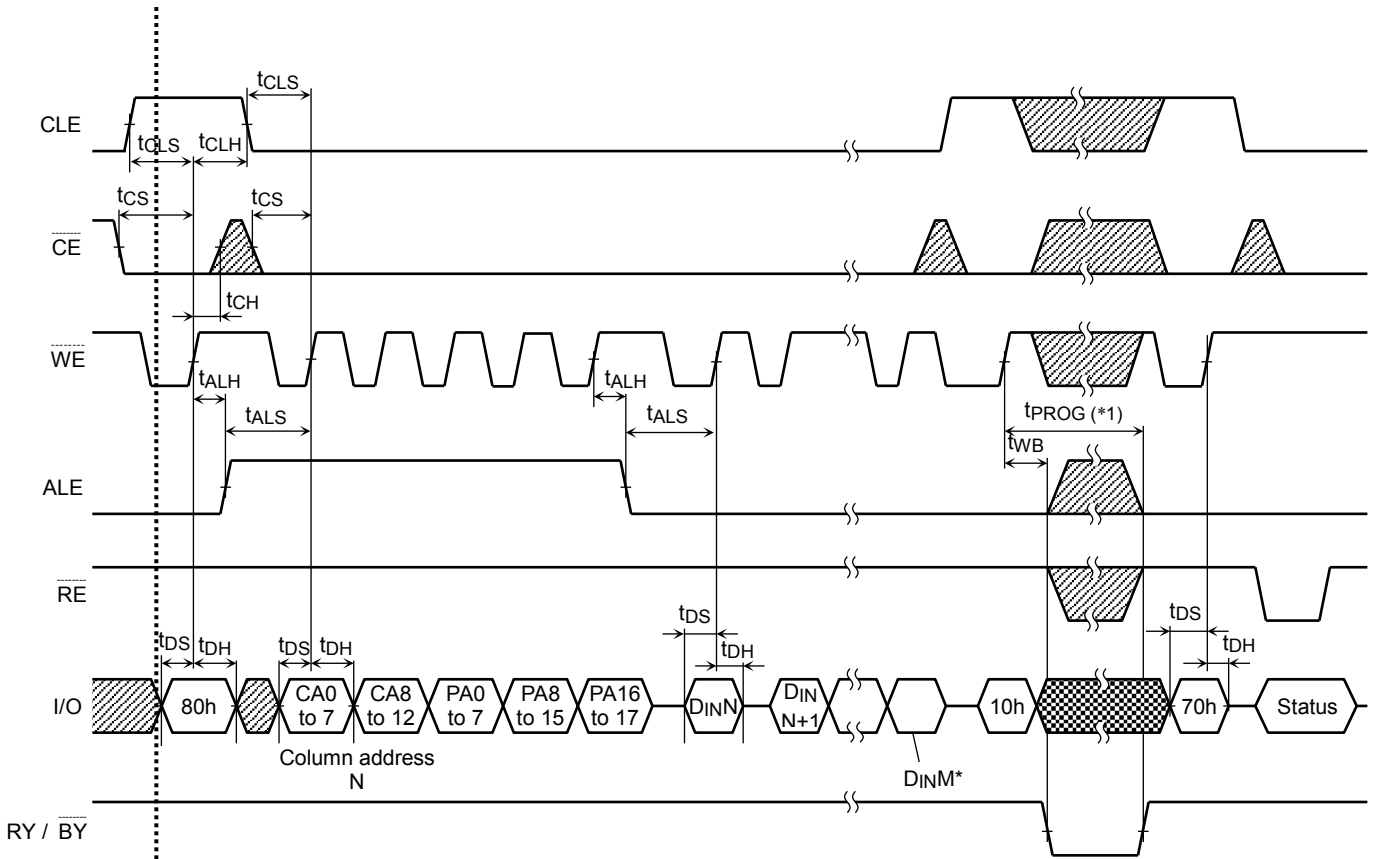 tCLS
CLE
tCLS tCLH
tCS tCS
CE
tCH
WE
tALH tALH
tALS tALS tPROG (*1)
tWB
ALE
RE
tDS tDH tDS tDH tDS tDH tDS tDH
I/O
80h
CA0
to 7
CA8
to 12
PA0
to 7
PA8
to 15
PA16
to 17
DINN
DIN
N+1
10h
70h
Status
Column address
N
DINM*
RY / BY